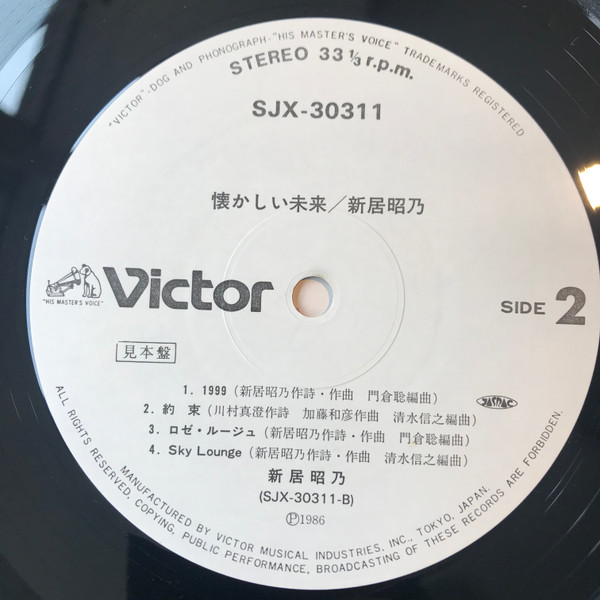 "VICTOR"-DOG AND PHONOGRAPH-"HIS MASTER'S VOICE" TRADEMARKS REGISTERED
STEREO 33 1/3 r.p.m.
SJX-30311
懐かしい未来／新居昭乃
"HIS MASTER'S VOICE"
Victor
SIDE 2
見本盤
1. 1999 (新居昭乃作詩・作曲 門倉聡編曲)
JASRAC
2. 約 束 (川村真澄作詩 加藤和彦作曲 清水信之編曲)
3. ロゼ・ルージュ (新居昭乃作詩・作曲 門倉聡編曲)
4. Sky Lounge (新居昭乃作詩・作曲 清水信之編曲)
新居昭乃
(SJX-30311-B)
Ⓟ1986
MANUFACTURED BY VICTOR MUSICAL INDUSTRIES, INC., TOKYO, JAPAN.
ALL RIGHTS RESERVED, COPYING, PUBLIC PERFORMANCE, BROADCASTING OF THESE RECORDS ARE FORBIDDEN.